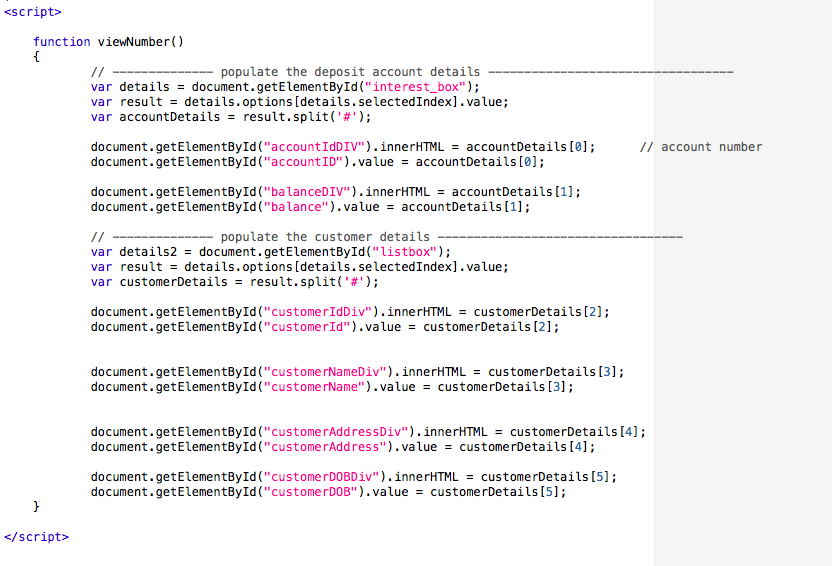 <script>
function viewNumber()
{
// -------------- populate the deposit account details ----------------------------------
var details = document.getElementById("interest_box");
var result = details.options[details.selectedIndex].value;
var accountDetails = result.split('#');
document.getElementById("accountIdDIV").innerHTML = accountDetails[0];      // account number
document.getElementById("accountID").value = accountDetails[0];
document.getElementById("balanceDIV").innerHTML = accountDetails[1];
document.getElementById("balance").value = accountDetails[1];
// -------------- populate the customer details ----------------------------------
var details2 = document.getElementById("listbox");
var result = details.options[details.selectedIndex].value;
var customerDetails = result.split('#');
document.getElementById("customerIdDiv").innerHTML = customerDetails[2];
document.getElementById("customerId").value = customerDetails[2];
document.getElementById("customerNameDiv").innerHTML = customerDetails[3];
document.getElementById("customerName").value = customerDetails[3];
document.getElementById("customerAddressDiv").innerHTML = customerDetails[4];
document.getElementById("customerAddress").value = customerDetails[4];
document.getElementById("customerDOBDiv").innerHTML = customerDetails[5];
document.getElementById("customerDOB").value = customerDetails[5];
}
</script>